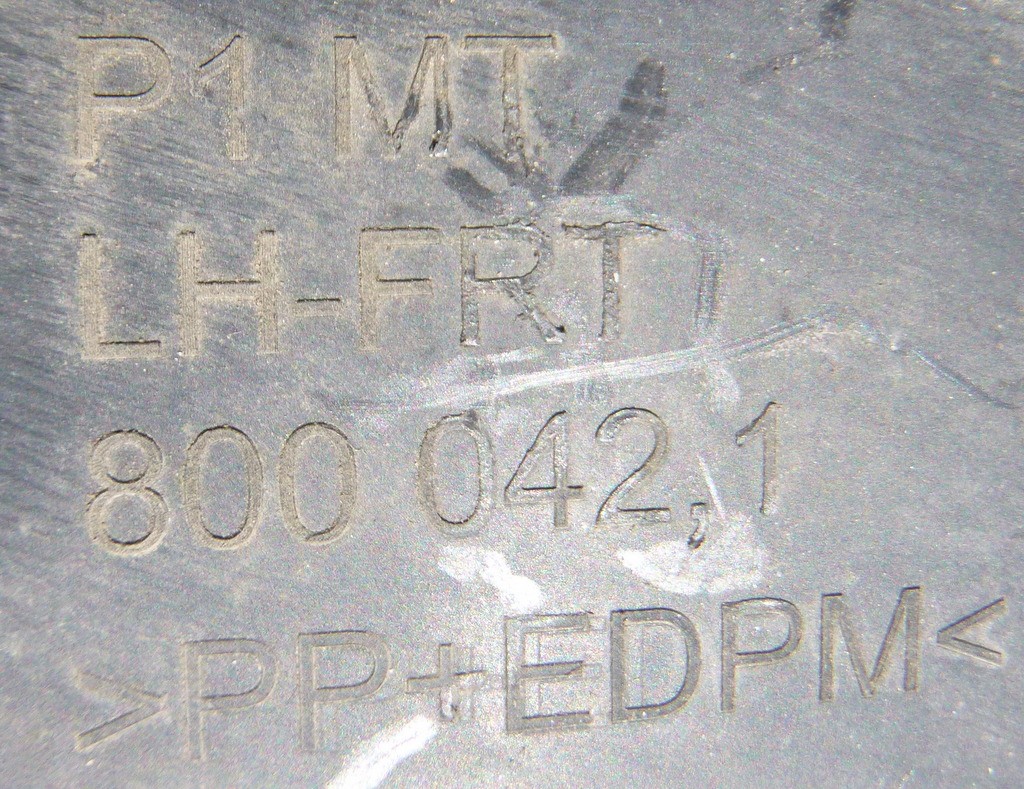 P1 MT
LH-FRT
800 042,1
>PP+EDPM<